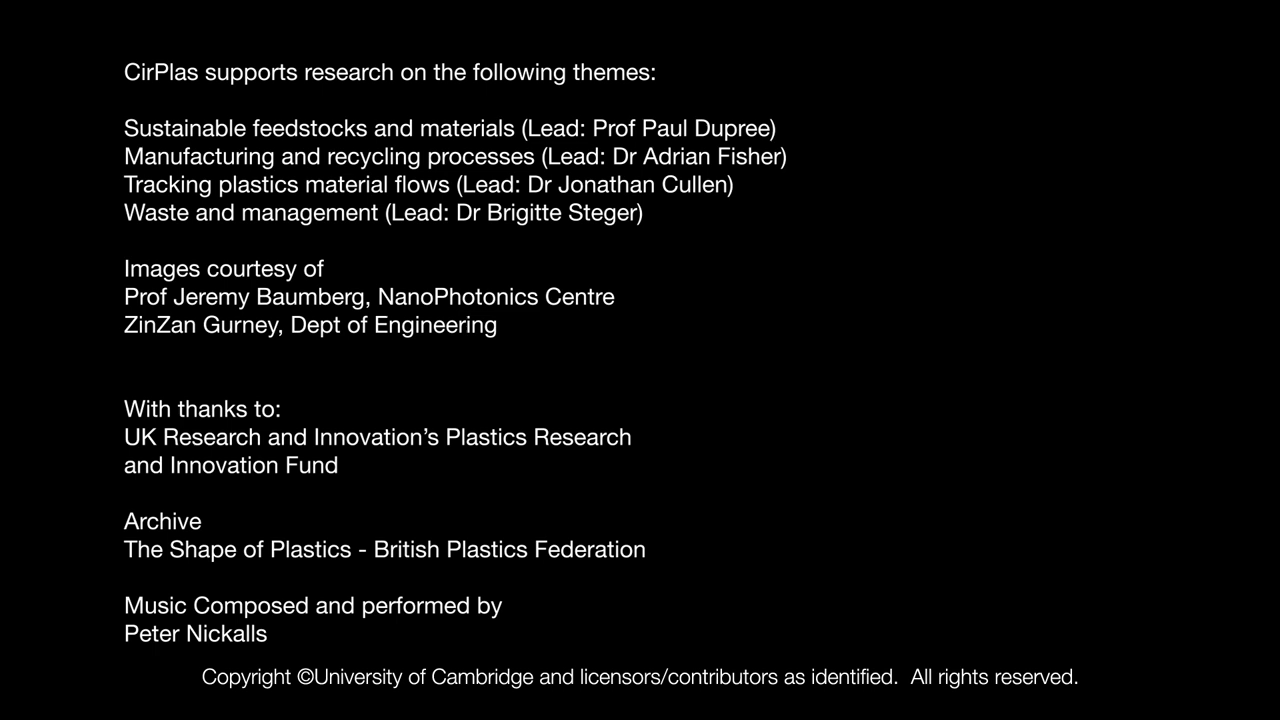 CirPlas supports research on the following themes:
Sustainable feedstocks and materials (Lead: Prof Paul Dupree)
Manufacturing and recycling processes (Lead: Dr Adrian Fisher)
Tracking plastics material flows (Lead: Dr Jonathan Cullen)
Waste and management (Lead: Dr Brigitte Steger)
Images courtesy of
Prof Jeremy Baumberg, NanoPhotonics Centre
ZinZan Gurney, Dept of Engineering
With thanks to:
UK Research and Innovation’s Plastics Research
and Innovation Fund
Archive
The Shape of Plastics - British Plastics Federation
Music Composed and performed by
Peter Nickalls
Copyright ©University of Cambridge and licensors/contributors as identified.  All rights reserved.